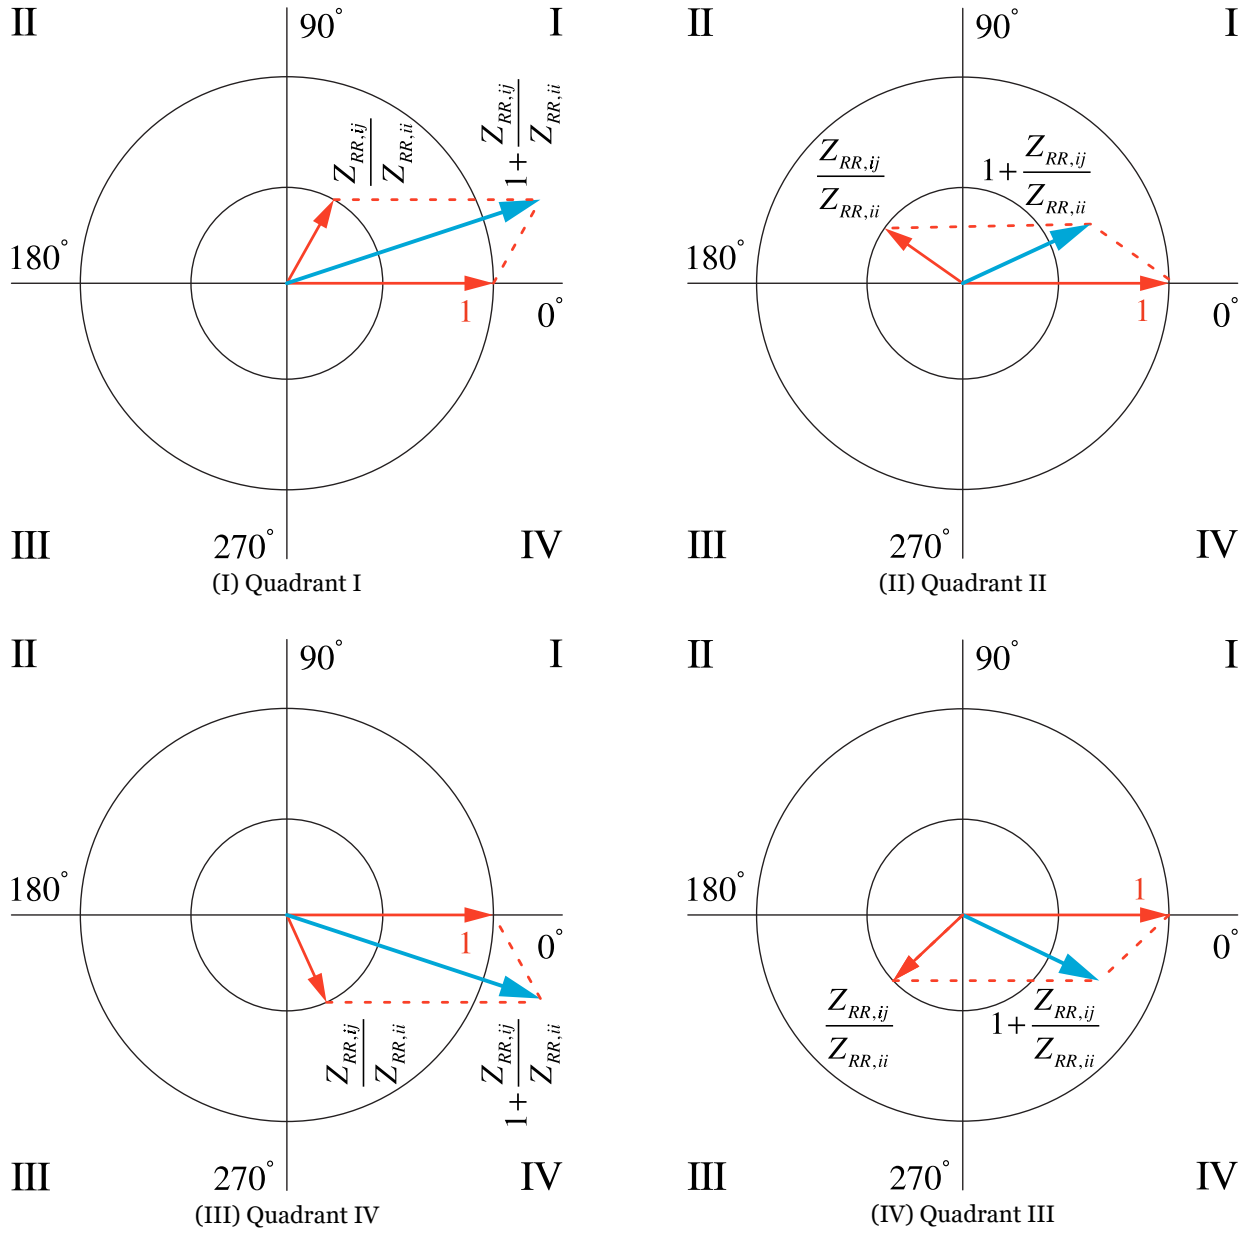 II
90°
I
Z_{RR,ij}
Z_{RR,ii}
1+ Z_{RR,ij}
Z_{RR,ii}
180°
1
0°
III
270°
IV
(I) Quadrant I
II
90°
I
Z_{RR,ij}
Z_{RR,ii}
1+ Z_{RR,ij}
Z_{RR,ii}
180°
1
0°
III
270°
IV
(II) Quadrant II
II
90°
I
180°
1
0°
Z_{RR,ij}
Z_{RR,ii}
1+ Z_{RR,ij}
Z_{RR,ii}
III
270°
IV
(III) Quadrant IV
II
90°
I
180°
1
0°
Z_{RR,ij}
Z_{RR,ii}
1+ Z_{RR,ij}
Z_{RR,ii}
III
270°
IV
(IV) Quadrant III